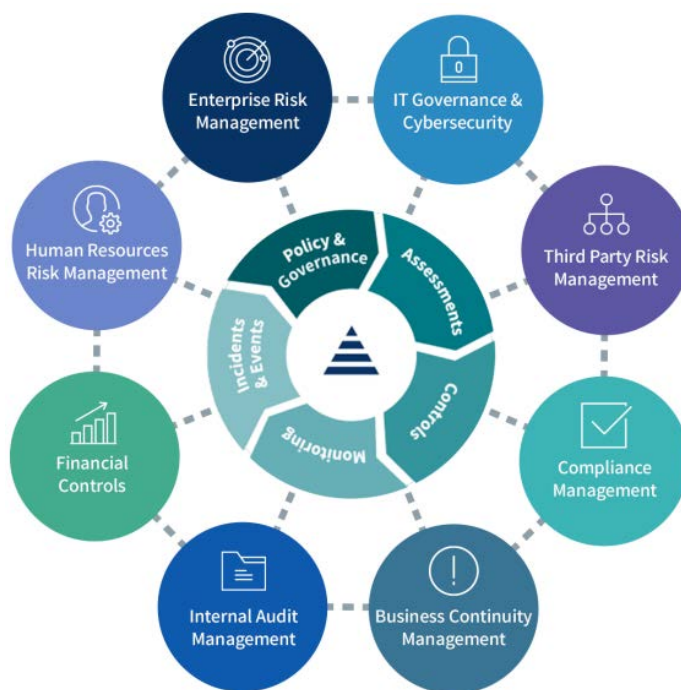 Enterprise Risk
Management
IT Governance &
Cybersecurity
Third Party Risk
Management
Compliance
Management
Business Continuity
Management
Internal Audit
Management
Financial
Controls
Human Resources
Risk Management
Policy &
Governance
Assessments
Controls
Monitoring
Incidents
& Events